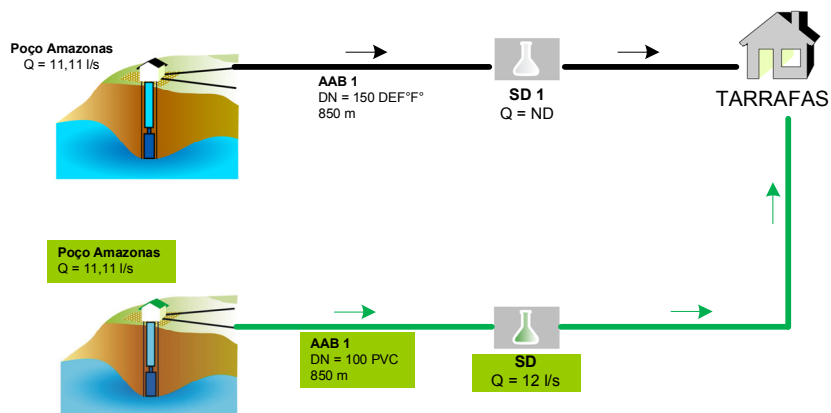 Poço Amazonas
Q = 11,11 l/s
AAB 1
DN = 150 DEF°F°
850 m
SD 1
Q = ND
TARRAFAS
Poço Amazonas
Q = 11,11 l/s
AAB 1
DN = 100 PVC
850 m
SD
Q = 12 l/s